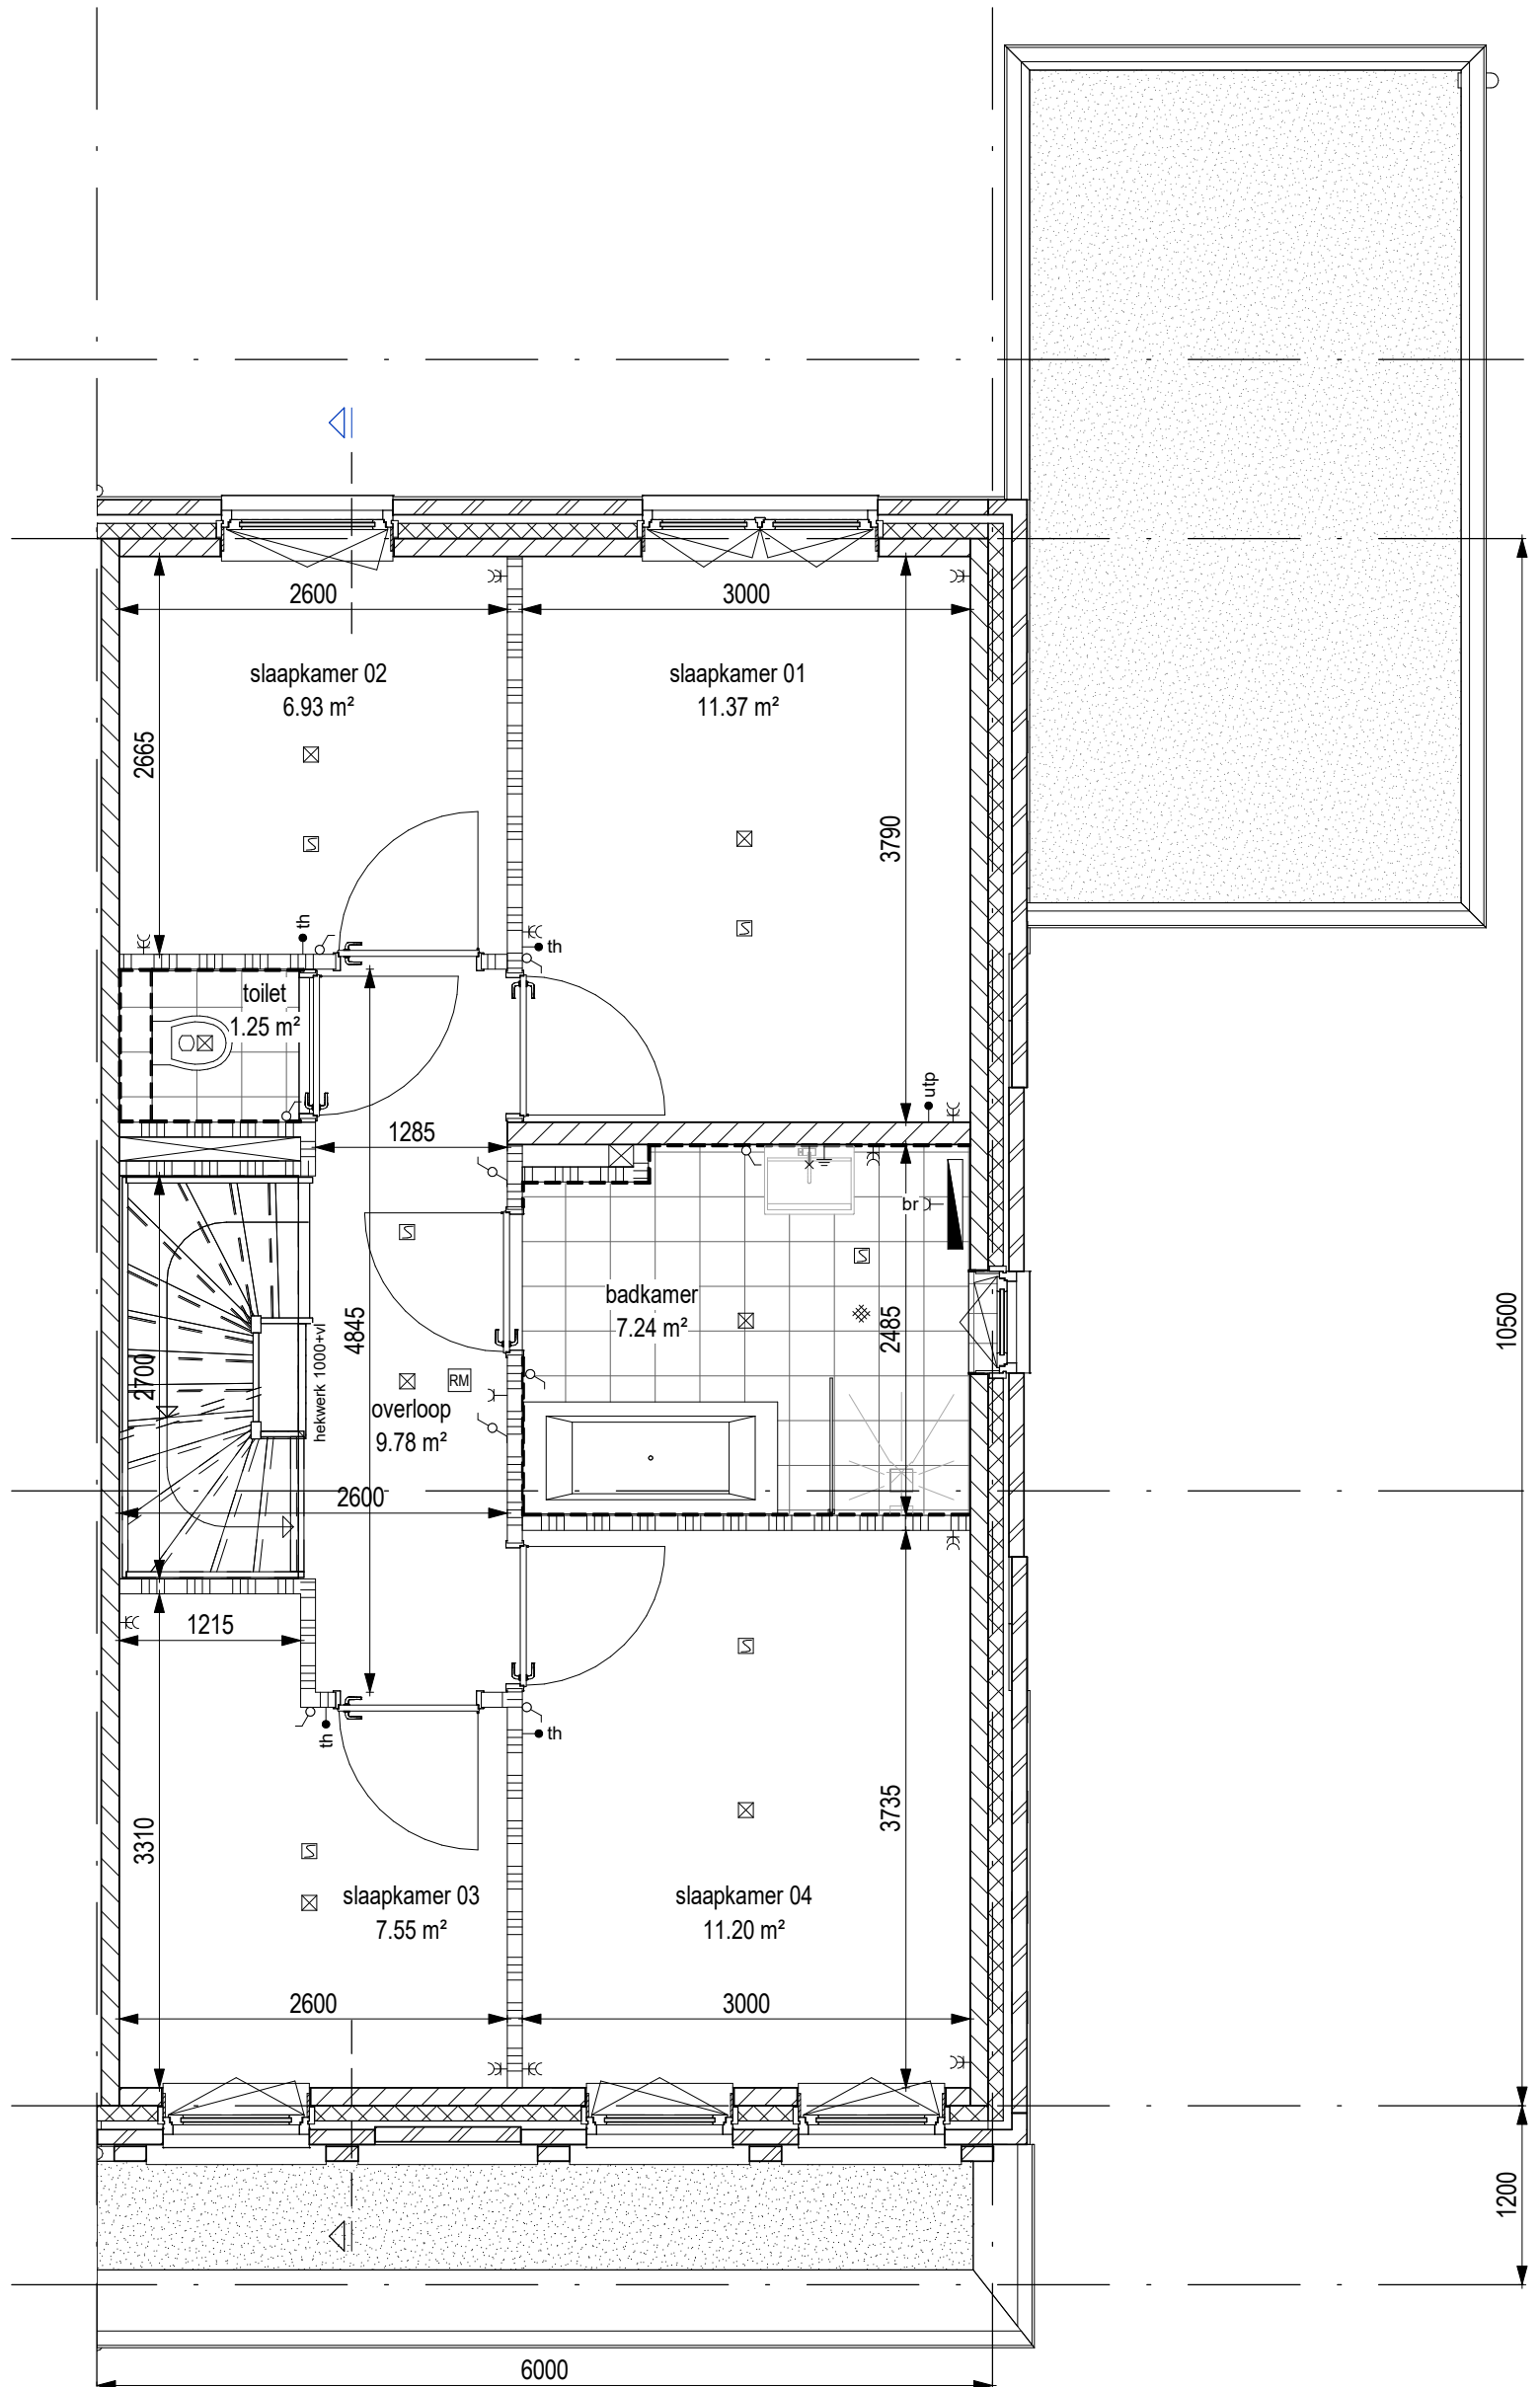 2600
3000
slaapkamer 02
6.93 m²
slaapkamer 01
11.37 m²
2665
3790
th
th
toilet
1.25 m²
utp
1285
br
badkamer
7.24 m²
2485
10500
4845
hekwerk 1000+vl
2700
RM
overloop
9.78 m²
2600
1215
th
th
3310
3735
slaapkamer 03
7.55 m²
slaapkamer 04
11.20 m²
2600
3000
1200
6000